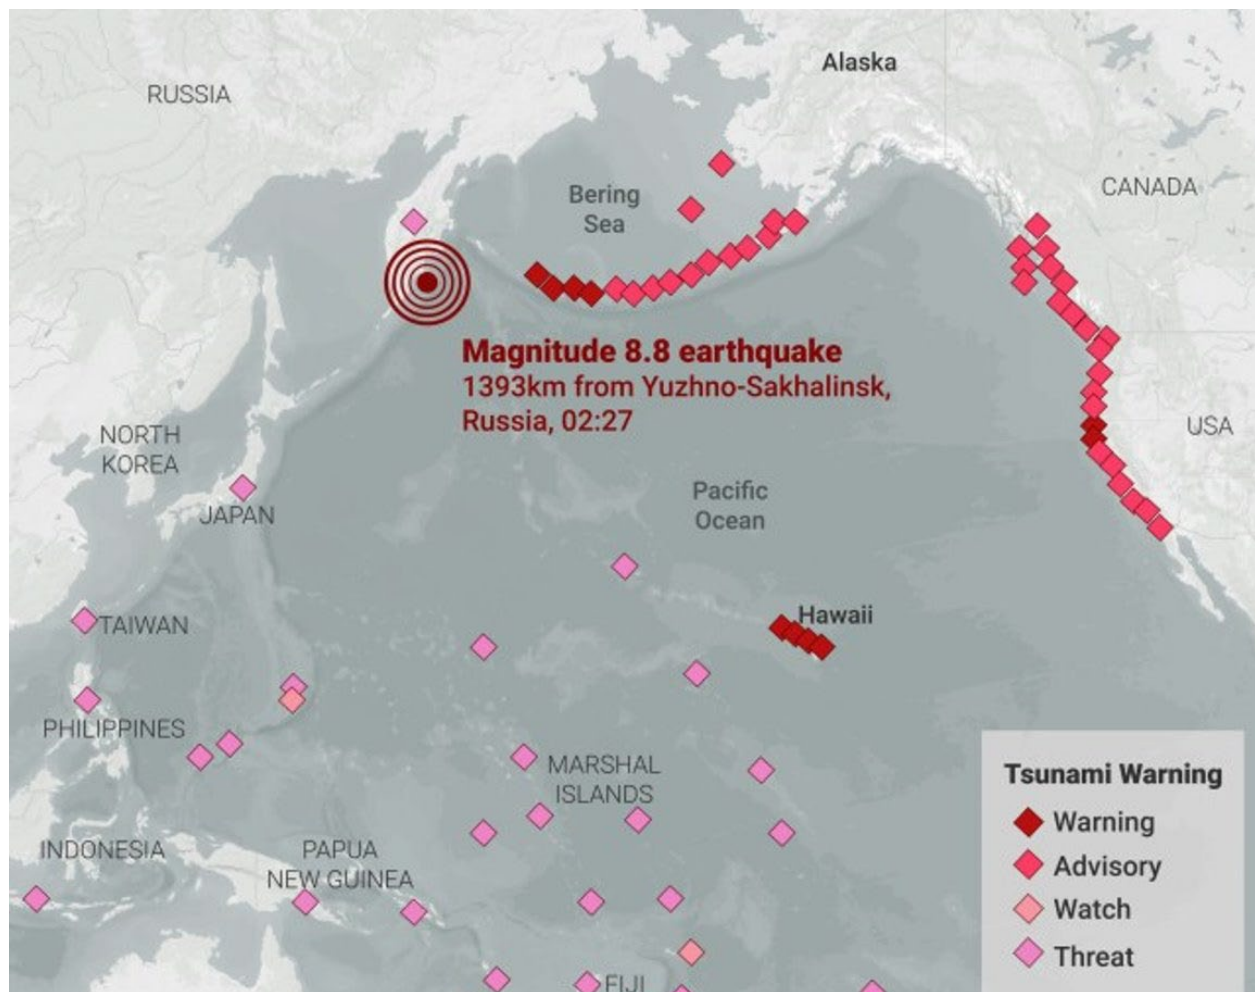 Alaska
RUSSIA
CANADA
Bering
Sea
Magnitude 8.8 earthquake
1393km from Yuzhno-Sakhalinsk,
Russia, 02:27
USA
NORTH
KOREA
Pacific
Ocean
JAPAN
Hawaii
TAIWAN
PHILIPPINES
MARSHAL
ISLANDS
INDONESIA
PAPUA
NEW GUINEA
FIJI
Tsunami Warning
Warning
Advisory
Watch
Threat